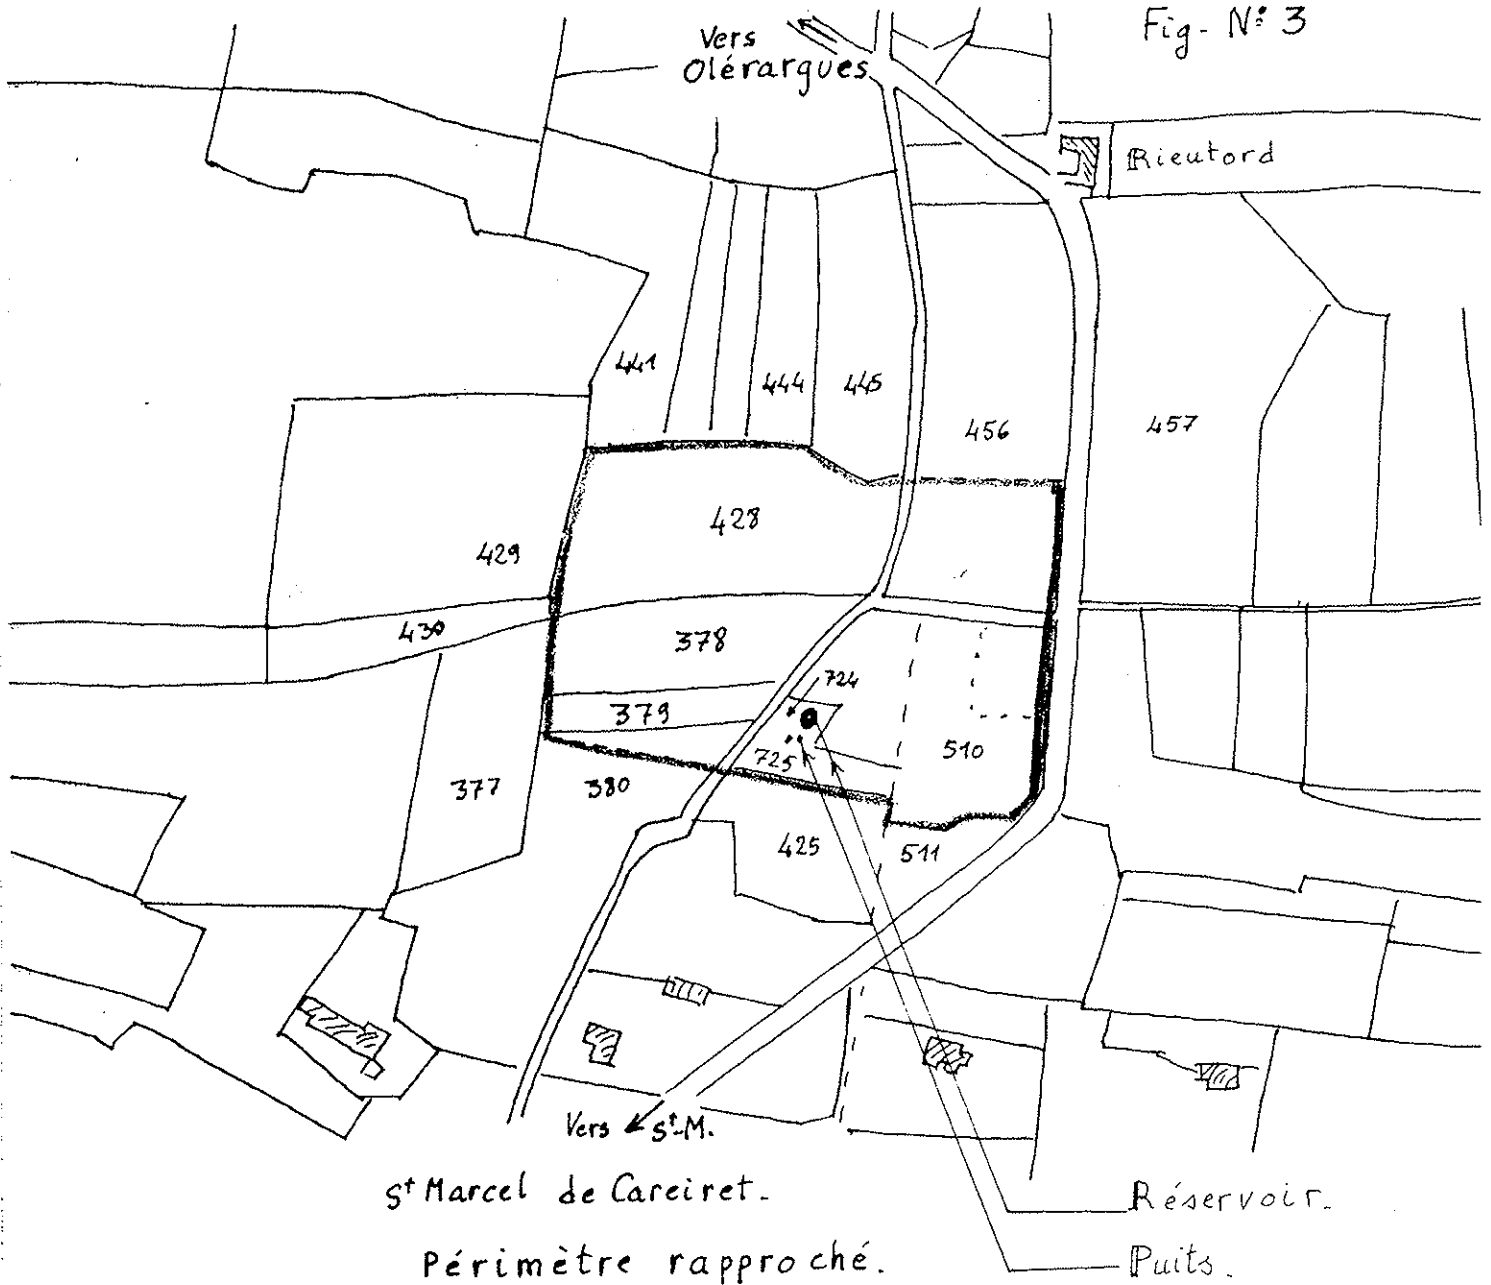 Fig- N° 3
Vers
Olérargues
Rieutord
441
444
445
456
457
428
429
430
378
724
379
725
510
377
380
425
511
Vers St-M.
St Marcel de Careiret.
Réservoir.
Périmètre rapproché.
Puits.